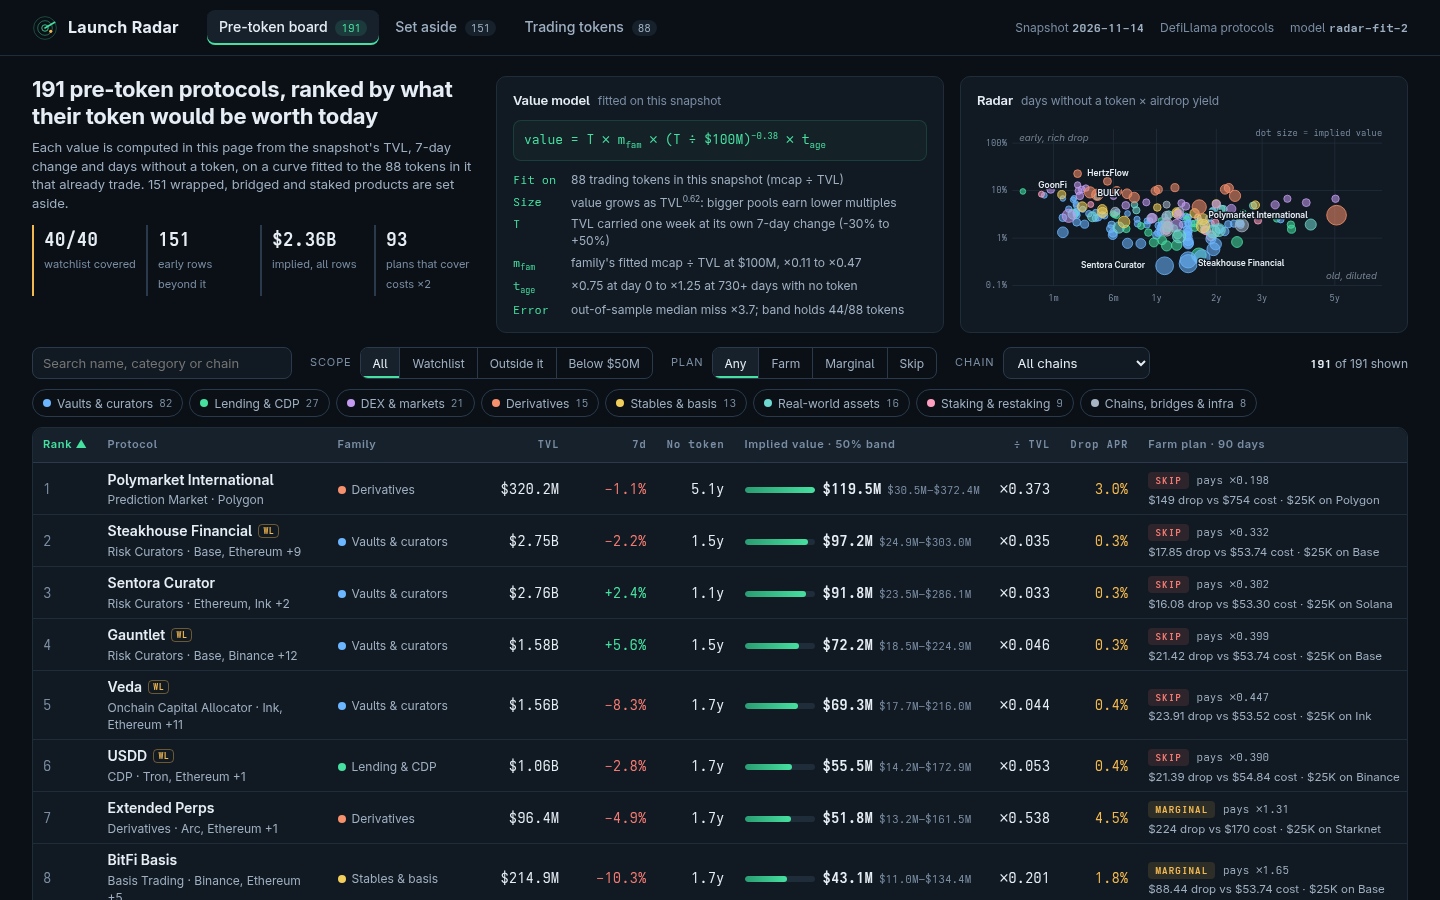 Launch Radar
Pre-token board 191
Set aside 151
Trading tokens 88
Snapshot 2026-11-14 DefiLlama protocols model radar-fit-2
191 pre-token protocols, ranked by what
their token would be worth today
Each value is computed in this page from the snapshot's TVL, 7-day
change and days without a token, on a curve fitted to the 88 tokens in it
that already trade. 151 wrapped, bridged and staked products are set
aside.
40/40 watchlist covered
151 early rows beyond it
$2.36B implied, all rows
93 plans that cover costs ×2
Value model fitted on this snapshot
value = T × mfam × (T ÷ $100M)−0.38 × tage
Fit on 88 trading tokens in this snapshot (mcap ÷ TVL)
Size value grows as TVL0.62: bigger pools earn lower multiples
T TVL carried one week at its own 7-day change (-30% to
+50%)
mfam family's fitted mcap ÷ TVL at $100M, ×0.11 to ×0.47
tage ×0.75 at day 0 to ×1.25 at 730+ days with no token
Error out-of-sample median miss ×3.7; band holds 44/88 tokens
Radar days without a token × airdrop yield
early, rich drop
dot size = implied value
100%
10%
1%
0.1%
HertzFlow
GoonFi
BULK
Polymarket International
Sentora Curator
Steakhouse Financial
old, diluted
1m 6m 1y 2y 3y 5y
Search name, category or chain
SCOPE All Watchlist Outside it Below $50M
PLAN Any Farm Marginal Skip
CHAIN All chains
191 of 191 shown
Vaults & curators 82
Lending & CDP 27
DEX & markets 21
Derivatives 15
Stables & basis 13
Real-world assets 16
Staking & restaking 9
Chains, bridges & infra 8
Rank ▲ Protocol Family TVL 7d No token Implied value · 50% band ÷ TVL Drop APR Farm plan · 90 days
1 Polymarket International Derivatives $320.2M −1.1% 5.1y $119.5M $30.5M–$372.4M ×0.373 3.0% SKIP pays ×0.198
Prediction Market · Polygon $149 drop vs $754 cost · $25K on Polygon
2 Steakhouse Financial WL Vaults & curators $2.75B −2.2% 1.5y $97.2M $24.9M–$303.0M ×0.035 0.3% SKIP pays ×0.332
Risk Curators · Base, Ethereum +9 $17.85 drop vs $53.74 cost · $25K on Base
3 Sentora Curator Vaults & curators $2.76B +2.4% 1.1y $91.8M $23.5M–$286.1M ×0.033 0.3% SKIP pays ×0.302
Risk Curators · Ethereum, Ink +2 $16.08 drop vs $53.30 cost · $25K on Solana
4 Gauntlet WL Vaults & curators $1.58B +5.6% 1.5y $72.2M $18.5M–$224.9M ×0.046 0.3% SKIP pays ×0.399
Risk Curators · Base, Binance +12 $21.42 drop vs $53.74 cost · $25K on Base
5 Veda WL Vaults & curators $1.56B −8.3% 1.7y $69.3M $17.7M–$216.0M ×0.044 0.4% SKIP pays ×0.447
Onchain Capital Allocator · Ink,
Ethereum +11 $23.91 drop vs $53.52 cost · $25K on Ink
6 USDD WL Lending & CDP $1.06B −2.8% 1.7y $55.5M $14.2M–$172.9M ×0.053 0.4% SKIP pays ×0.390
CDP · Tron, Ethereum +1 $21.39 drop vs $54.84 cost · $25K on Binance
7 Extended Perps Derivatives $96.4M −4.9% 1.7y $51.8M $13.2M–$161.5M ×0.538 4.5% MARGINAL pays ×1.31
Derivatives · Arc, Ethereum +1 $224 drop vs $170 cost · $25K on Starknet
8 BitFi Basis Stables & basis $214.9M −10.3% 1.7y $43.1M $11.0M–$134.4M ×0.201 1.8% MARGINAL pays ×1.65
Basis Trading · Binance, Ethereum
+5 $88.44 drop vs $53.74 cost · $25K on Base